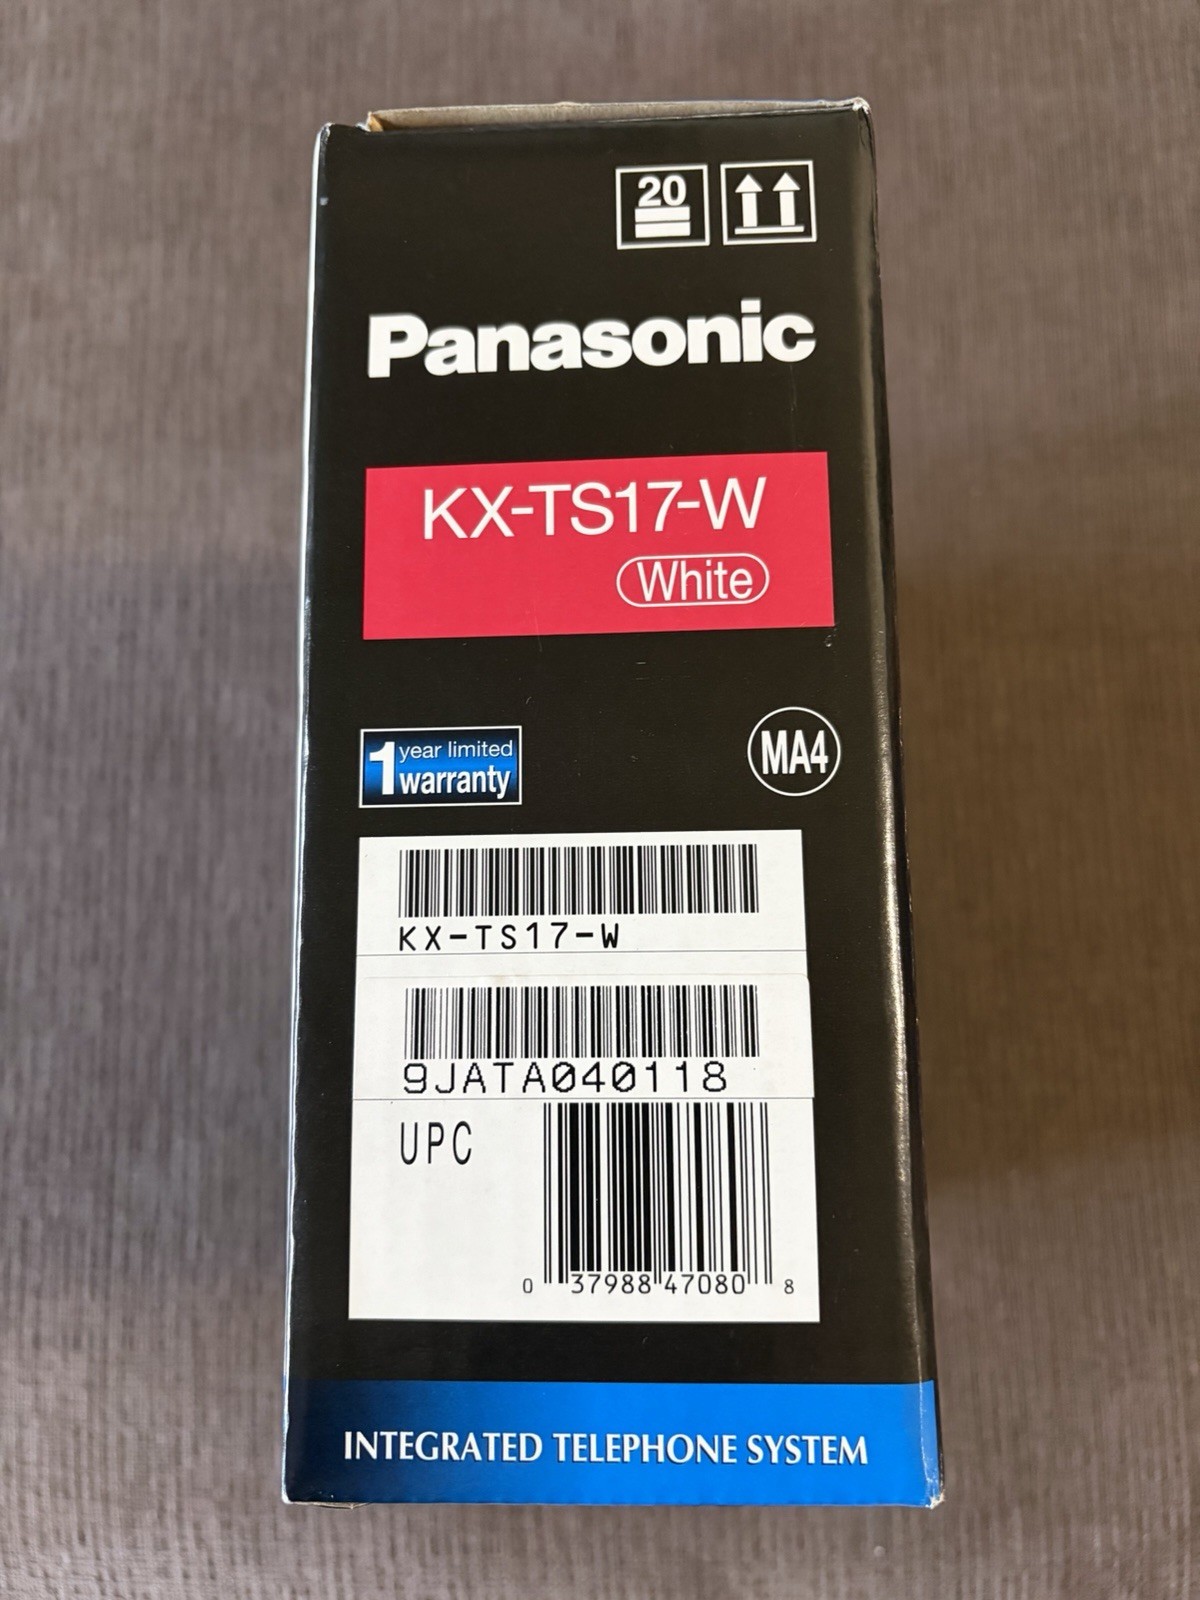 20
Panasonic
KX-TS17-W
White
1 year limited
warranty
MA4
KX-TS17-W
9JATA040118
UPC
0 37988 47080 8
INTEGRATED TELEPHONE SYSTEM